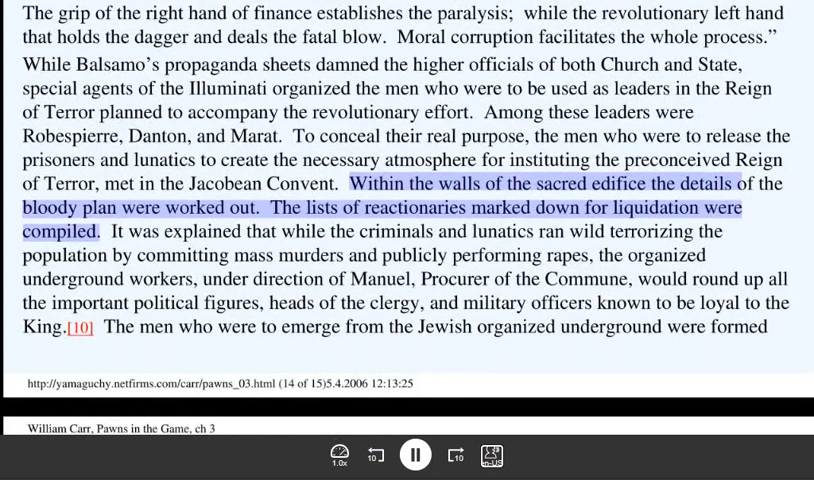 The grip of the right hand of finance establishes the paralysis;  while the revolutionary left hand
that holds the dagger and deals the fatal blow.  Moral corruption facilitates the whole process.”
While Balsamo’s propaganda sheets damned the higher officials of both Church and State,
special agents of the Illuminati organized the men who were to be used as leaders in the Reign
of Terror planned to accompany the revolutionary effort.  Among these leaders were
Robespierre, Danton, and Marat.  To conceal their real purpose, the men who were to release the
prisoners and lunatics to create the necessary atmosphere for instituting the preconceived Reign
of Terror, met in the Jacobean Convent.  Within the walls of the sacred edifice the details of the
bloody plan were worked out.  The lists of reactionaries marked down for liquidation were
compiled.  It was explained that while the criminals and lunatics ran wild terrorizing the
population by committing mass murders and publicly performing rapes, the organized
underground workers, under direction of Manuel, Procurer of the Commune, would round up all
the important political figures, heads of the clergy, and military officers known to be loyal to the
King.[10]  The men who were to emerge from the Jewish organized underground were formed
http://yamaguchy.netfirms.com/carr/pawns_03.html (14 of 15)5.4.2006 12:13:25
William Carr, Pawns in the Game, ch 3
1.0x
10
10
en-US